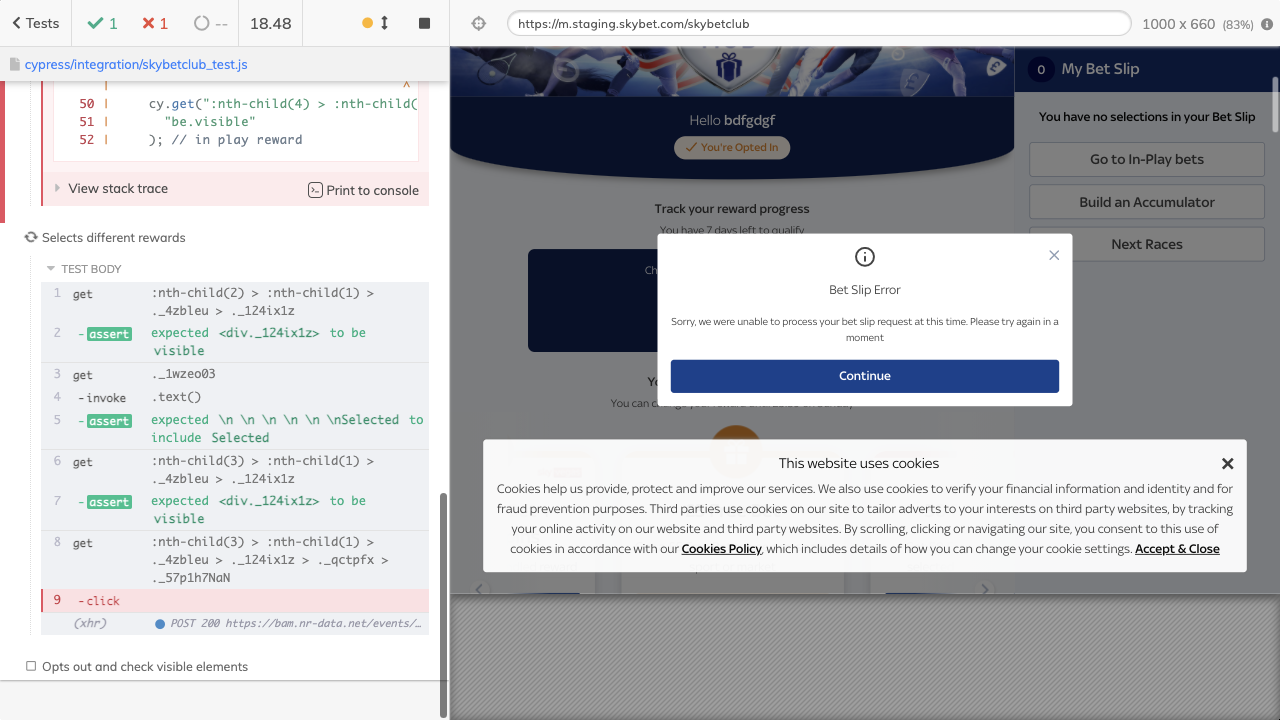 Tests
1
1
--
18.48
https://m.staging.skybet.com/skybetclub
1000 x 660 (83%)
cypress/integration/skybetclub_test.js
50 | cy.get(":nth-child(4) > :nth-child(
51 | "be.visible"
52 | ); // in play reward
View stack trace
Print to console
Selects different rewards
TEST BODY
1 get :nth-child(2) > :nth-child(1) >
._4zbleu > ._124ix1z
2 -assert expected <div._124ix1z> to be
visible
3 get ._1wzeo03
4 -invoke .text()
5 -assert expected \n \n \n \n \n \nSelected to
include Selected
6 get :nth-child(3) > :nth-child(1) >
._4zbleu > ._124ix1z
7 -assert expected <div._124ix1z> to be
visible
8 get :nth-child(3) > :nth-child(1) >
._4zbleu > ._124ix1z > ._qctpfx >
._57p1h7NaN
9 -click
(xhr) POST 200 https://bam.nr-data.net/events/…
Opts out and check visible elements
Hello bdfgdgf
You're Opted In
Track your reward progress
You have 7 days left to qualify
0 My Bet Slip
You have no selections in your Bet Slip
Go to In-Play bets
Build an Accumulator
Next Races
Bet Slip Error
Sorry, we were unable to process your bet slip request at this time. Please try again in a
moment
Continue
You can
This website uses cookies
Cookies help us provide, protect and improve our services. We also use cookies to verify your financial information and identity and for
fraud prevention purposes. Third parties use cookies on our site to tailor adverts to your interests on third party websites, by tracking
your online activity on our website and third party websites. By scrolling, clicking or navigating our site, you consent to this use of
cookies in accordance with our Cookies Policy, which includes details of how you can change your cookie settings. Accept & Close